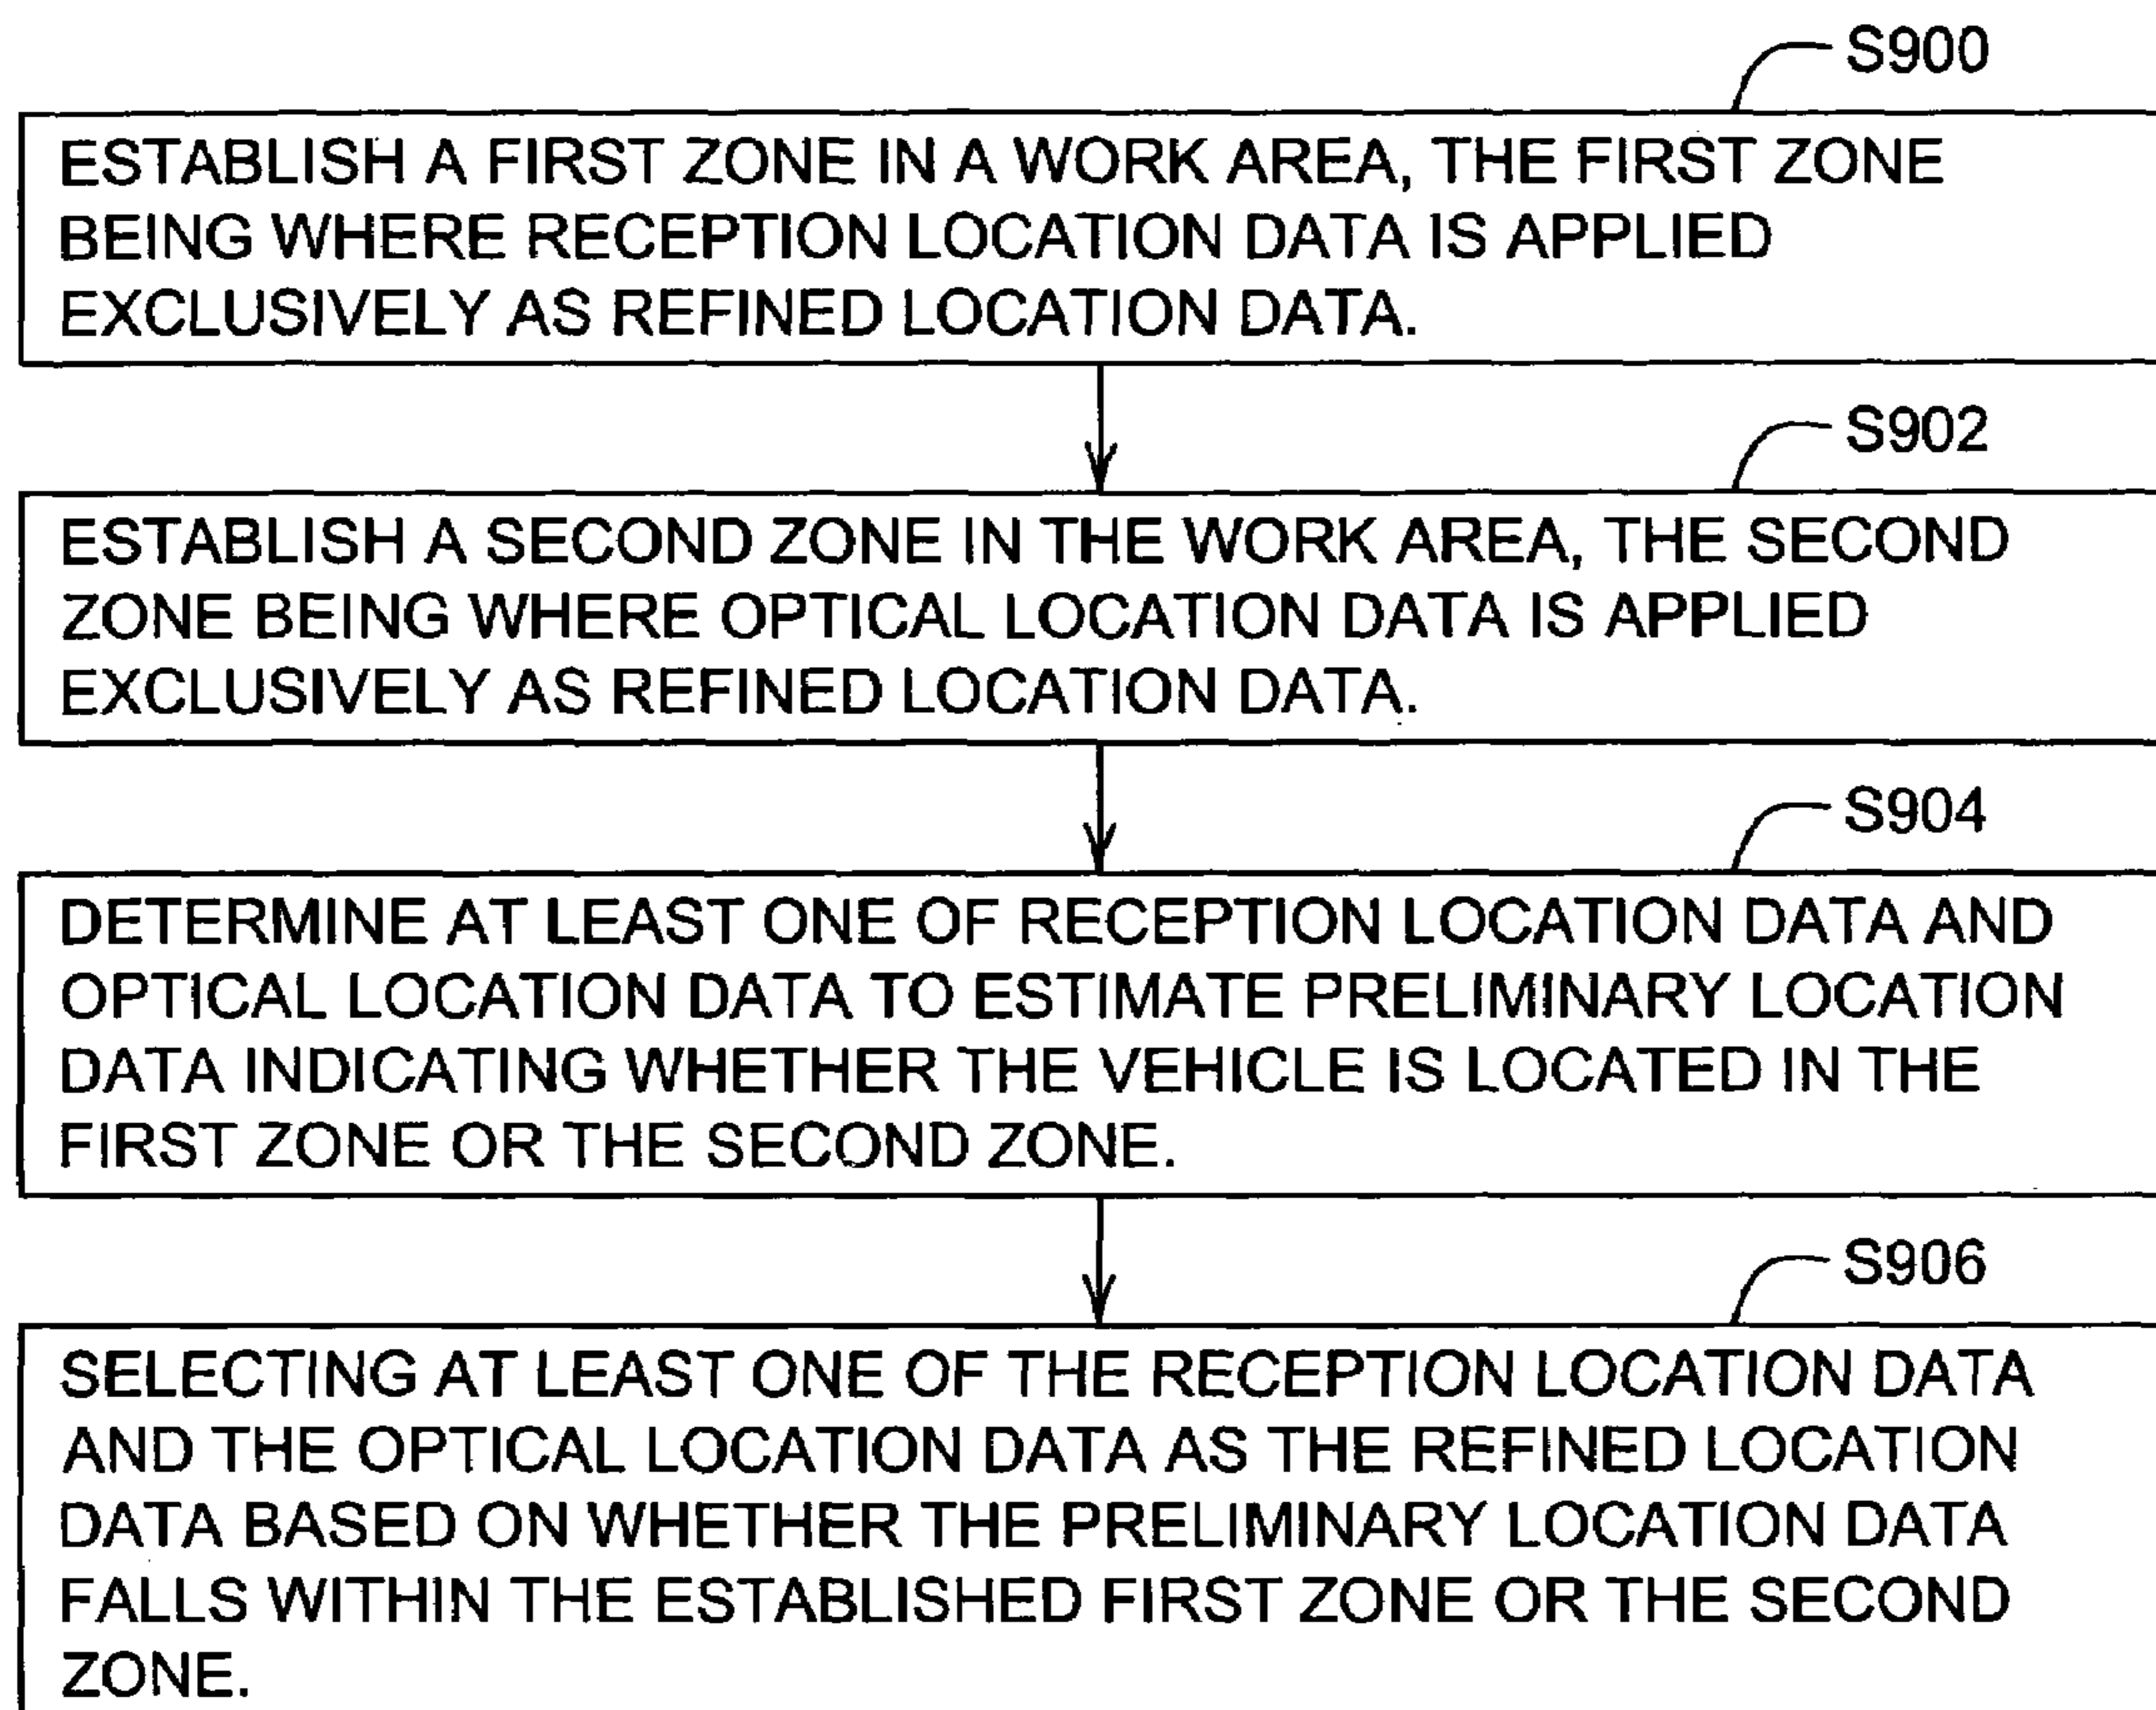 S900
ESTABLISH A FIRST ZONE IN A WORK AREA, THE FIRST ZONE
BEING WHERE RECEPTION LOCATION DATA IS APPLIED
EXCLUSIVELY AS REFINED LOCATION DATA.
S902
ESTABLISH A SECOND ZONE IN THE WORK AREA, THE SECOND
ZONE BEING WHERE OPTICAL LOCATION DATA IS APPLIED
EXCLUSIVELY AS REFINED LOCATION DATA.
S904
DETERMINE AT LEAST ONE OF RECEPTION LOCATION DATA AND
OPTICAL LOCATION DATA TO ESTIMATE PRELIMINARY LOCATION
DATA INDICATING WHETHER THE VEHICLE IS LOCATED IN THE
FIRST ZONE OR THE SECOND ZONE.
S906
SELECTING AT LEAST ONE OF THE RECEPTION LOCATION DATA
AND THE OPTICAL LOCATION DATA AS THE REFINED LOCATION
DATA BASED ON WHETHER THE PRELIMINARY LOCATION DATA
FALLS WITHIN THE ESTABLISHED FIRST ZONE OR THE SECOND
ZONE.